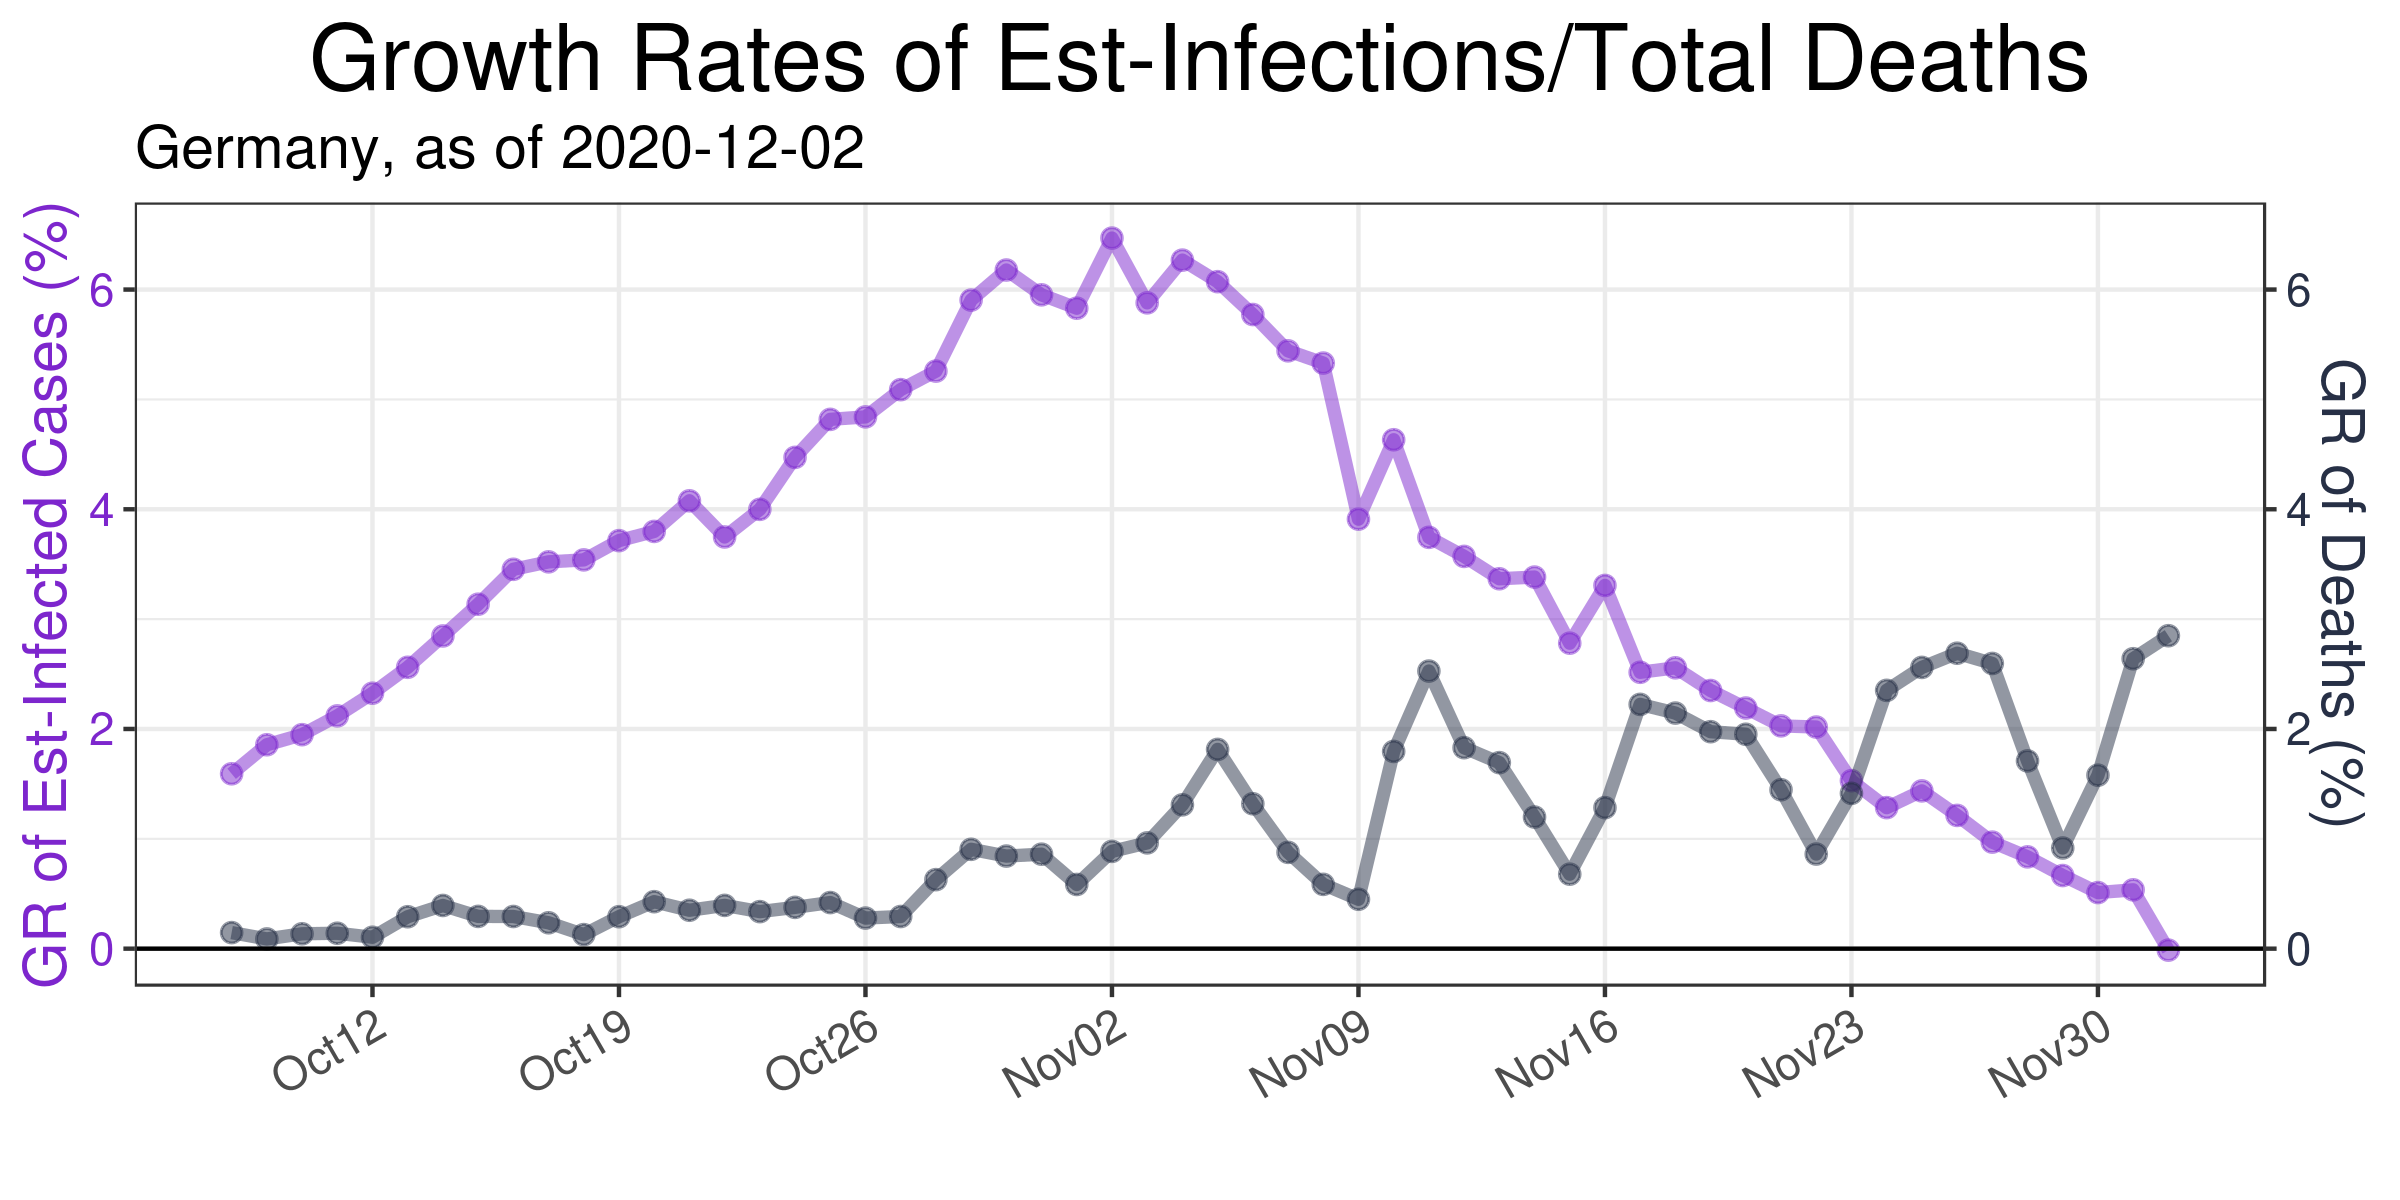 Growth Rates of Est-Infections/Total Deaths
Germany, as of 2020-12-02
GR of Est-Infected Cases (%)
6
4
2
0
6
4
2
0
GR of Deaths (%)
Oct12
Oct19
Oct26
Nov02
Nov09
Nov16
Nov23
Nov30